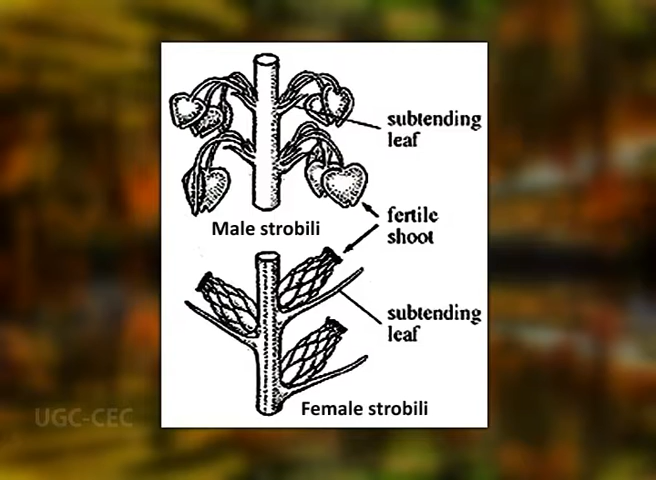 subtending
leaf
Male strobili
fertile
shoot
subtending
leaf
Female strobili
UGC-CEC